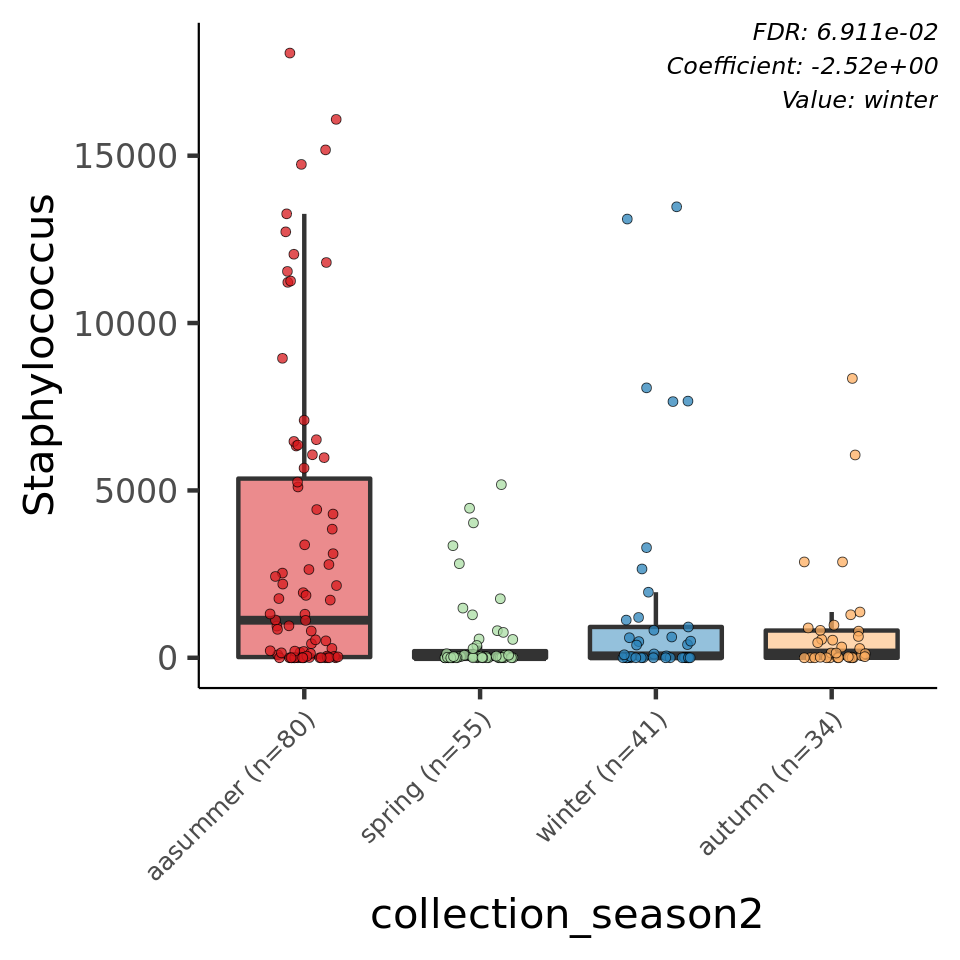 FDR: 6.911e-02
Coefficient: -2.52e+00
Value: winter
Staphylococcus
15000
10000
5000
0
aasummer (n=80)
spring (n=55)
winter (n=41)
autumn (n=34)
collection_season2